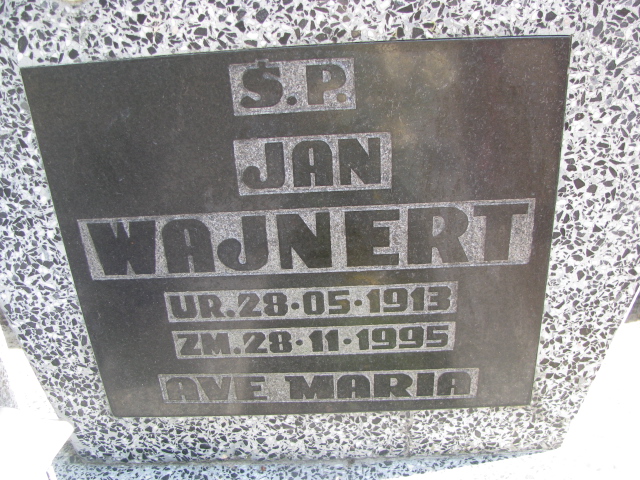 Ś.P.
JAN
WAJNERT
UR.28·05·1913
ZM.28·11·1995
AVE MARIA